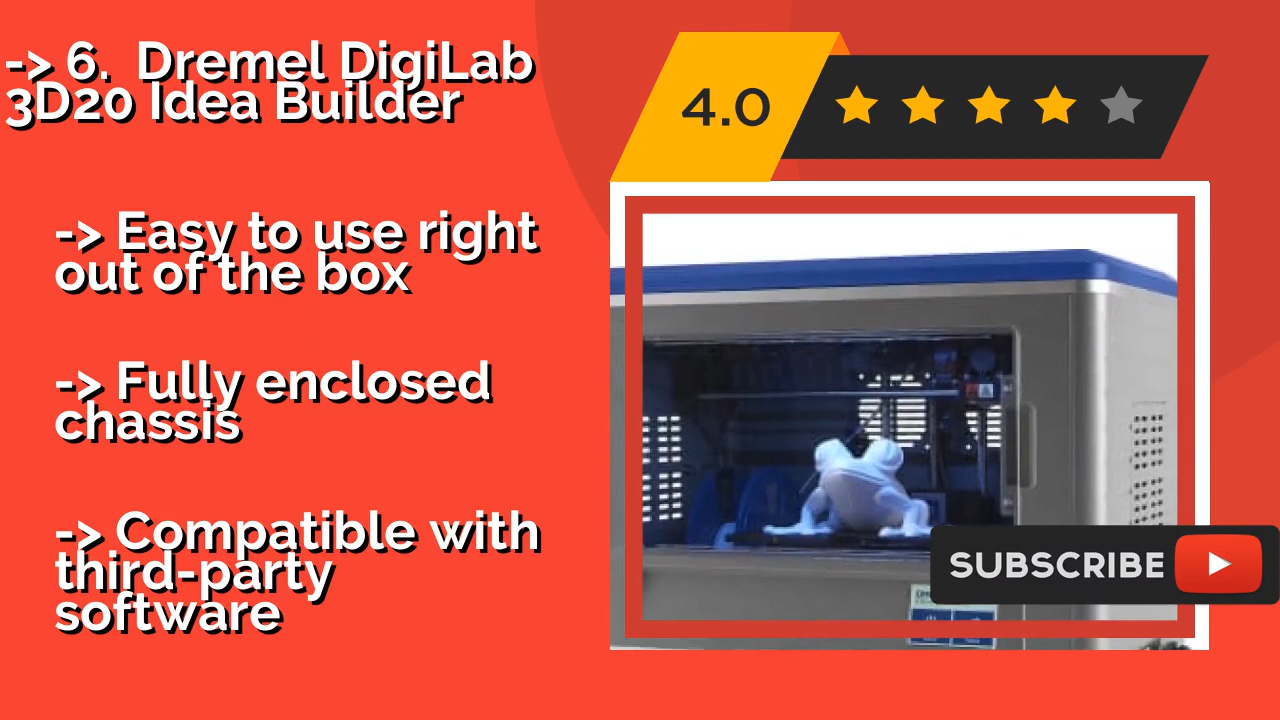 -> 6. Dremel DigiLab
3D20 Idea Builder
4.0
-> Easy to use right
out of the box
-> Fully enclosed
chassis
-> Compatible with
third-party
software
SUBSCRIBE